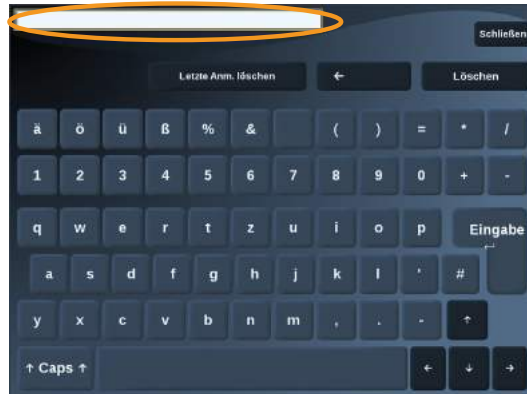 Schließen
Letzte Anm. löschen ← Löschen
ä ö ü ß % & ( ) = * /
1 2 3 4 5 6 7 8 9 0 + -
q w e r t z u i o p Eingabe
a s d f g h j k l ' #
y x c v b n m , . - ↑
↑ Caps ↑ ← ↓ →